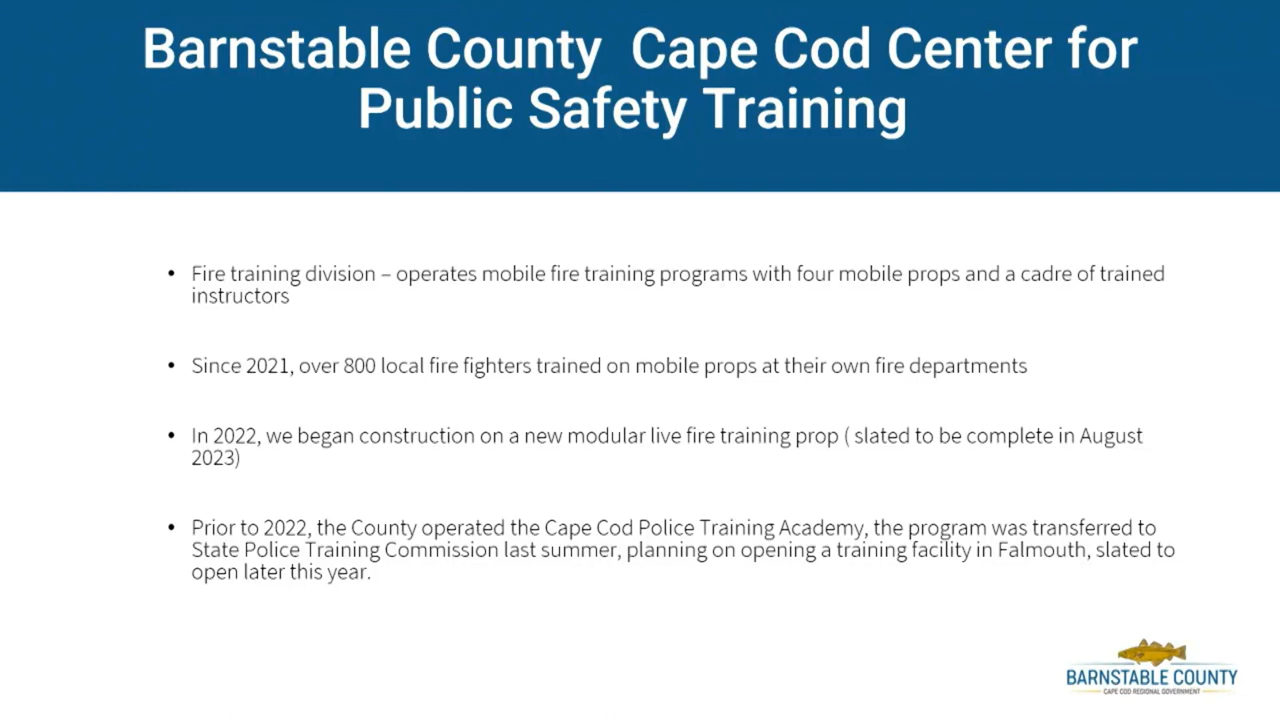 Barnstable County  Cape Cod Center for
Public Safety Training
• Fire training division – operates mobile fire training programs with four mobile props and a cadre of trained
instructors
• Since 2021, over 800 local fire fighters trained on mobile props at their own fire departments
• In 2022, we began construction on a new modular live fire training prop ( slated to be complete in August
2023)
• Prior to 2022, the County operated the Cape Cod Police Training Academy, the program was transferred to
State Police Training Commission last summer, planning on opening a training facility in Falmouth, slated to
open later this year.
BARNSTABLE COUNTY
CAPE COD REGIONAL GOVERNMENT